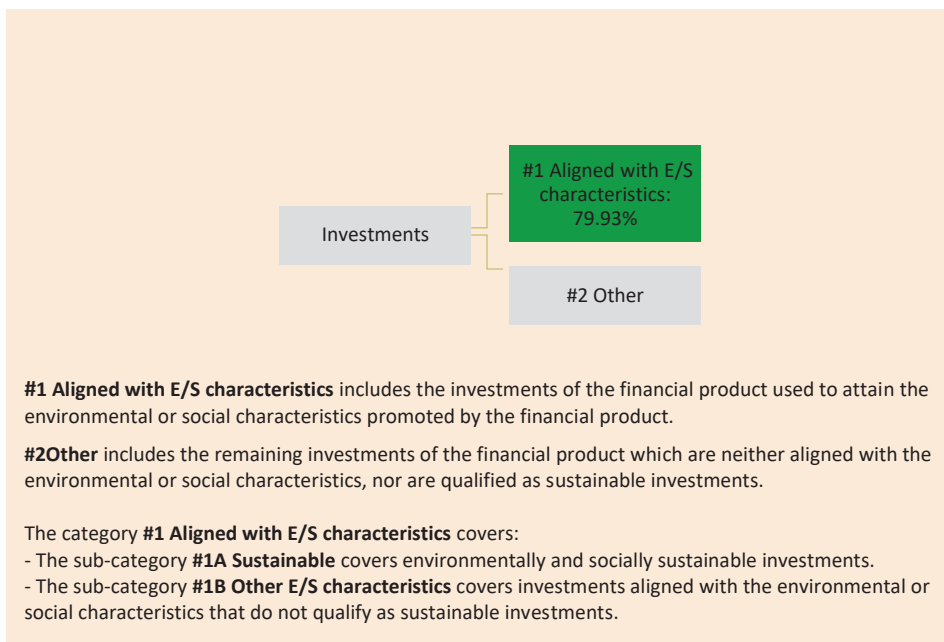 #1 Aligned with E/S
characteristics:
79.93%
Investments
#2 Other
#1 Aligned with E/S characteristics includes the investments of the financial product used to attain the
environmental or social characteristics promoted by the financial product.
#2Other includes the remaining investments of the financial product which are neither aligned with the
environmental or social characteristics, nor are qualified as sustainable investments.
The category #1 Aligned with E/S characteristics covers:
- The sub-category #1A Sustainable covers environmentally and socially sustainable investments.
- The sub-category #1B Other E/S characteristics covers investments aligned with the environmental or
social characteristics that do not qualify as sustainable investments.